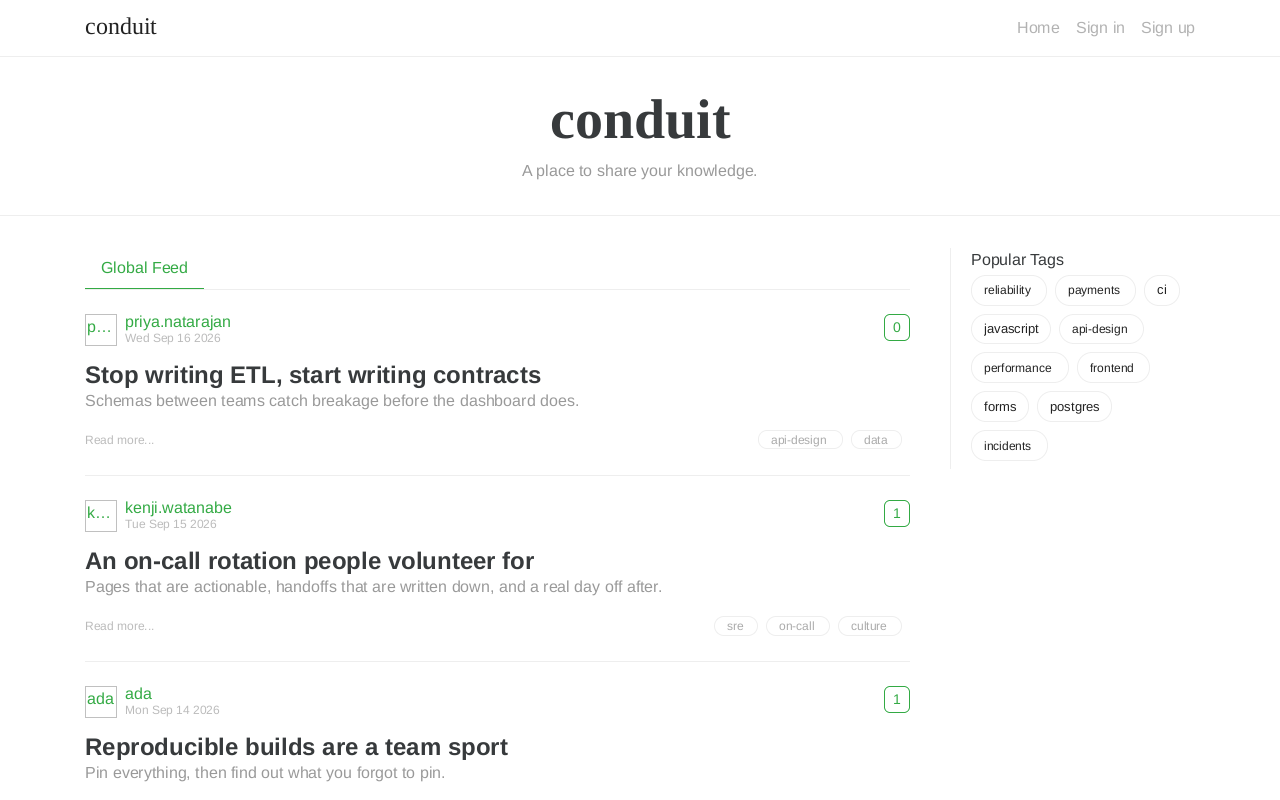 conduit
Home Sign in Sign up
conduit
A place to share your knowledge.
Global Feed
p…
priya.natarajan
Wed Sep 16 2026
0
Stop writing ETL, start writing contracts
Schemas between teams catch breakage before the dashboard does.
Read more...
api-design data
k…
kenji.watanabe
Tue Sep 15 2026
1
An on-call rotation people volunteer for
Pages that are actionable, handoffs that are written down, and a real day off after.
Read more...
sre on-call culture
ada
ada
Mon Sep 14 2026
1
Reproducible builds are a team sport
Pin everything, then find out what you forgot to pin.
Popular Tags
reliability payments ci
javascript api-design
performance frontend
forms postgres
incidents